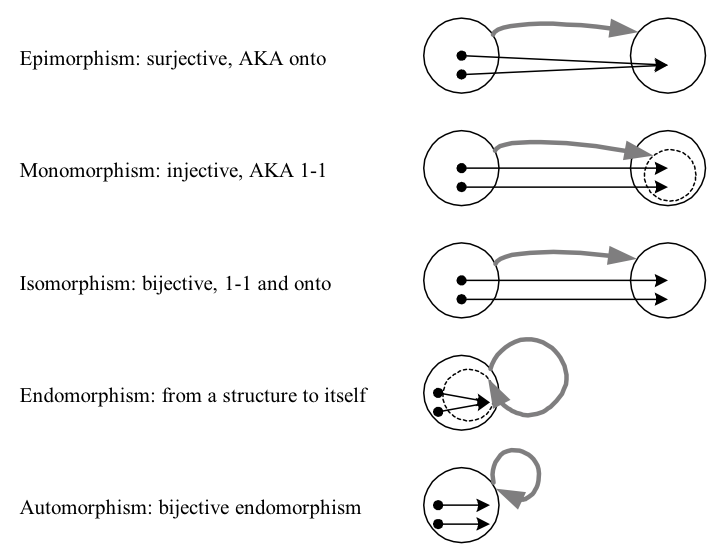 Epimorphism: surjective, AKA onto
Monomorphism: injective, AKA 1-1
Isomorphism: bijective, 1-1 and onto
Endomorphism: from a structure to itself
Automorphism: bijective endomorphism